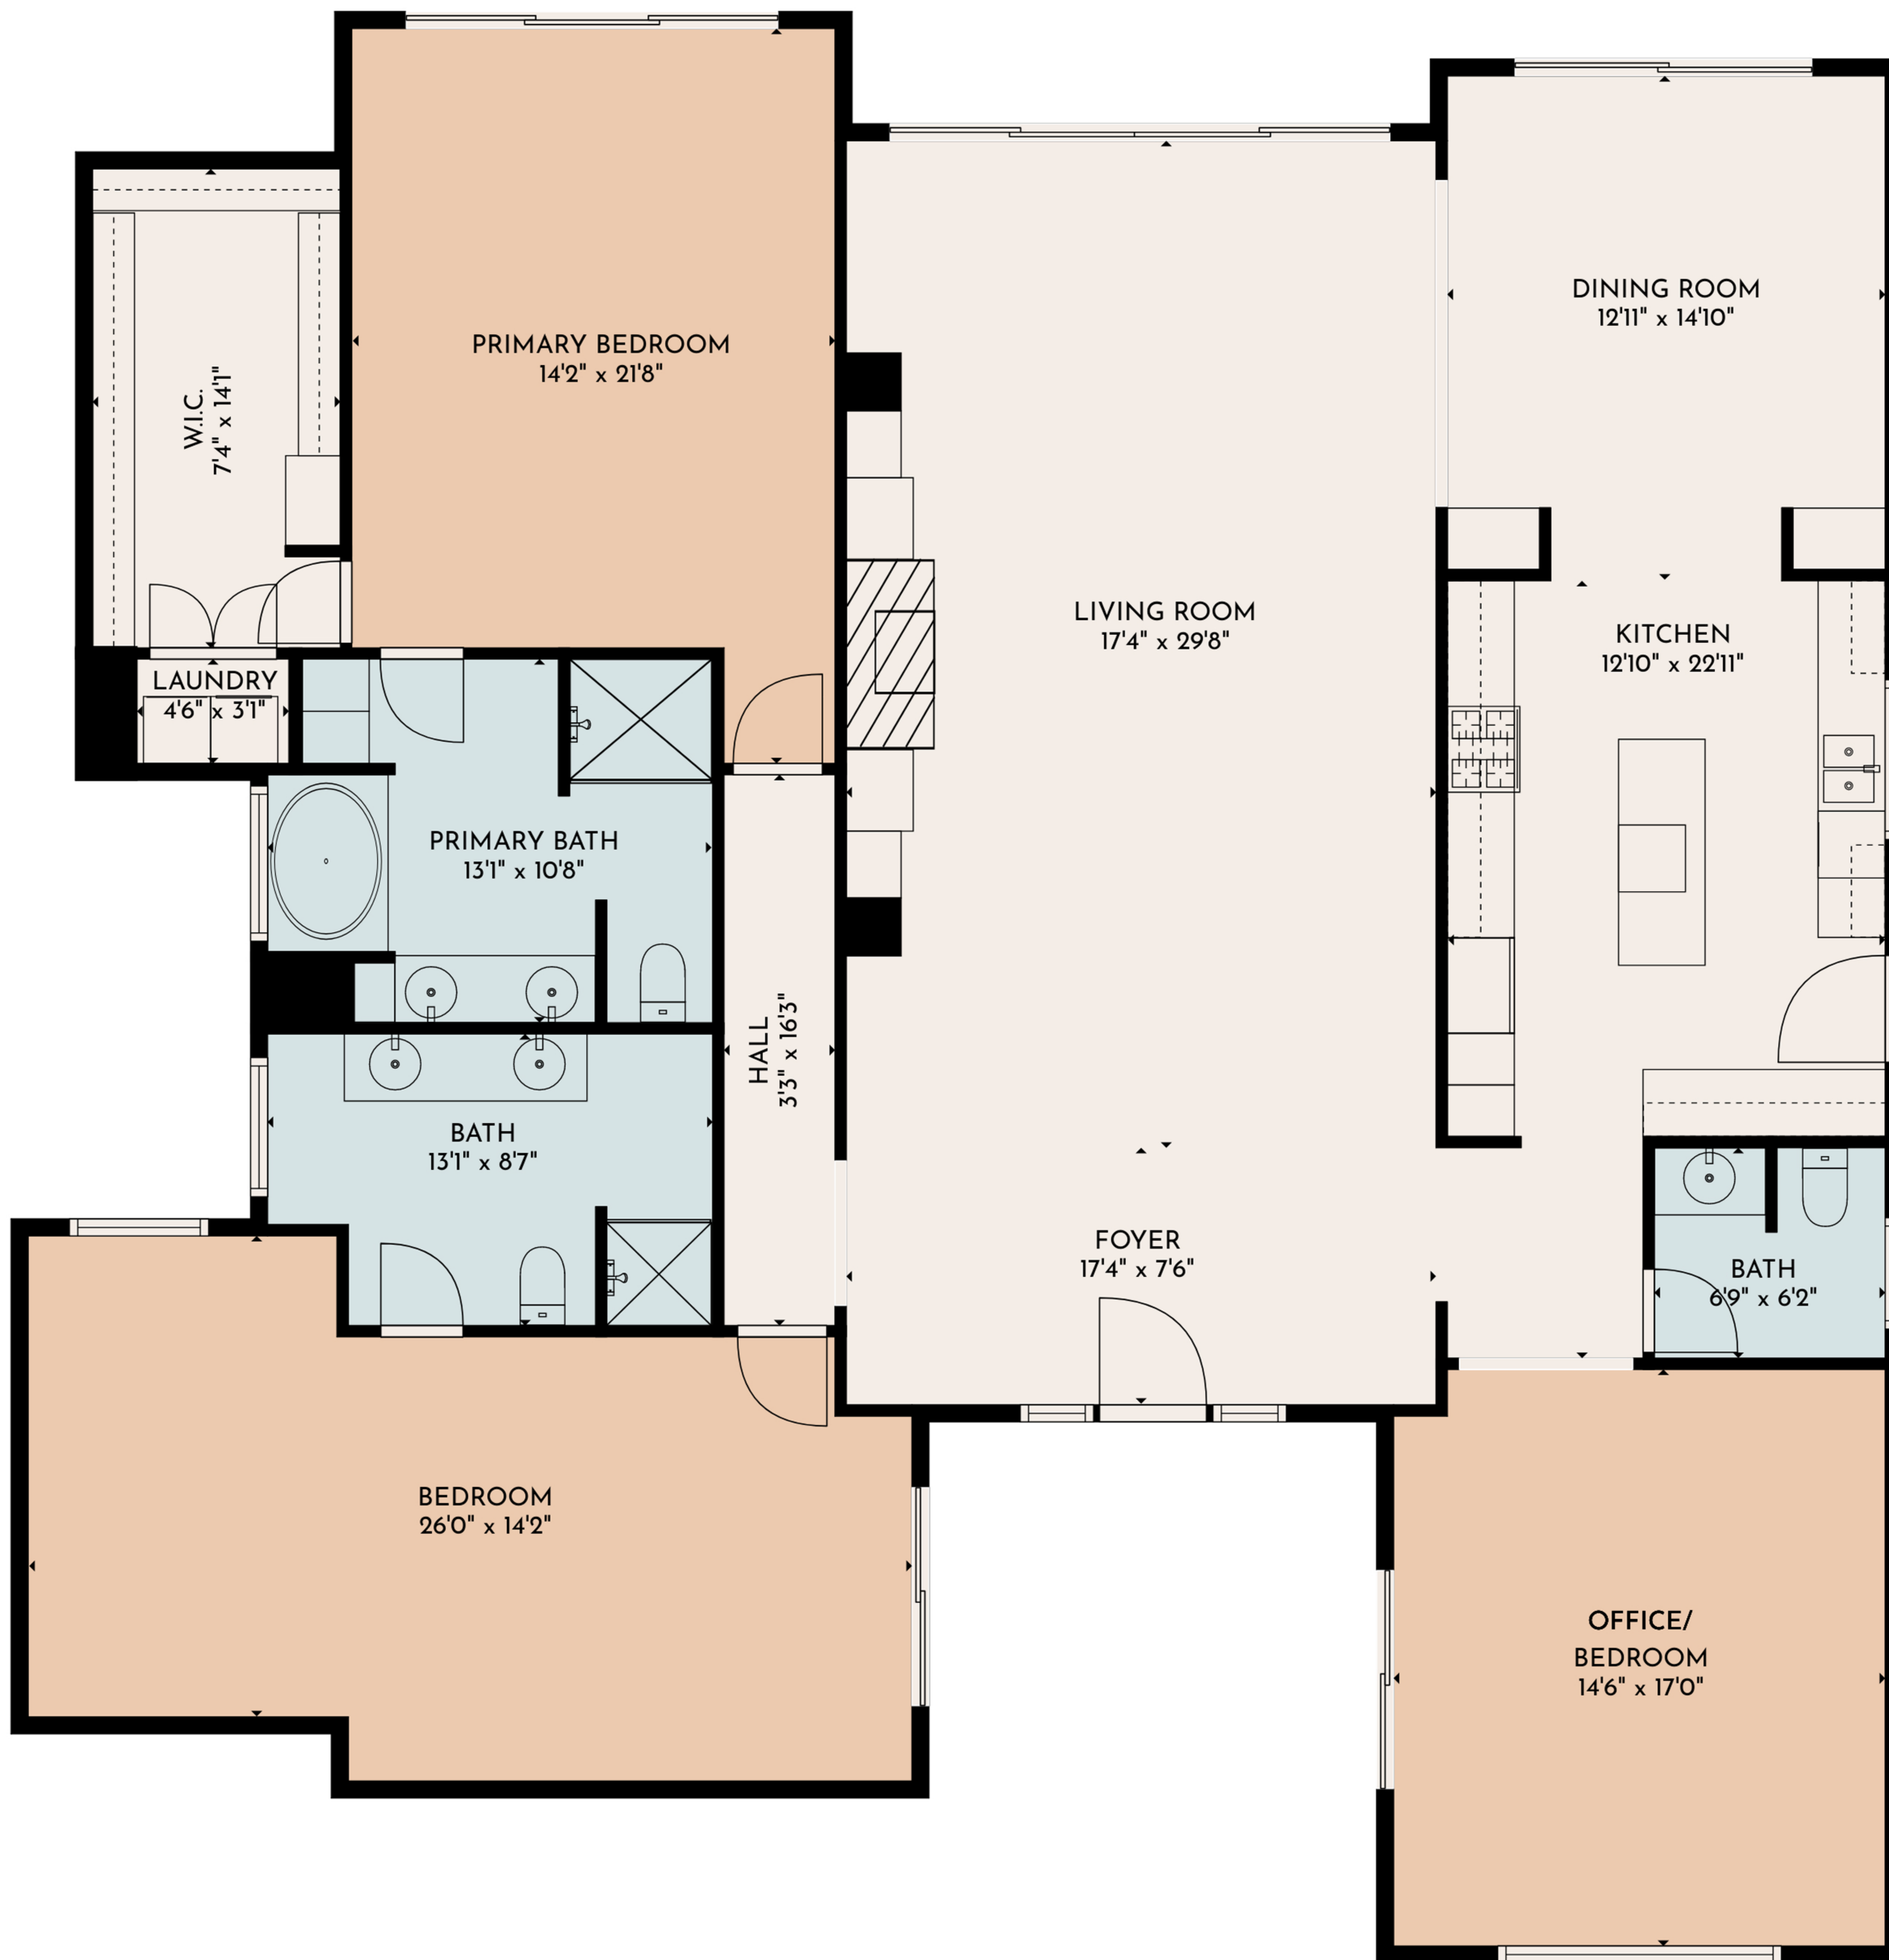 DINING ROOM
12'11" x 14'10"
PRIMARY BEDROOM
14'2" x 21'8"
W.I.C.
7'4" x 14'1"
LIVING ROOM
17'4" x 29'8"
KITCHEN
12'10" x 22'11"
LAUNDRY
4'6" x 3'1"
PRIMARY BATH
13'1" x 10'8"
HALL
3'3" x 16'3"
BATH
13'1" x 8'7"
FOYER
17'4" x 7'6"
BATH
6'9" x 6'2"
BEDROOM
26'0" x 14'2"
OFFICE/
BEDROOM
14'6" x 17'0"